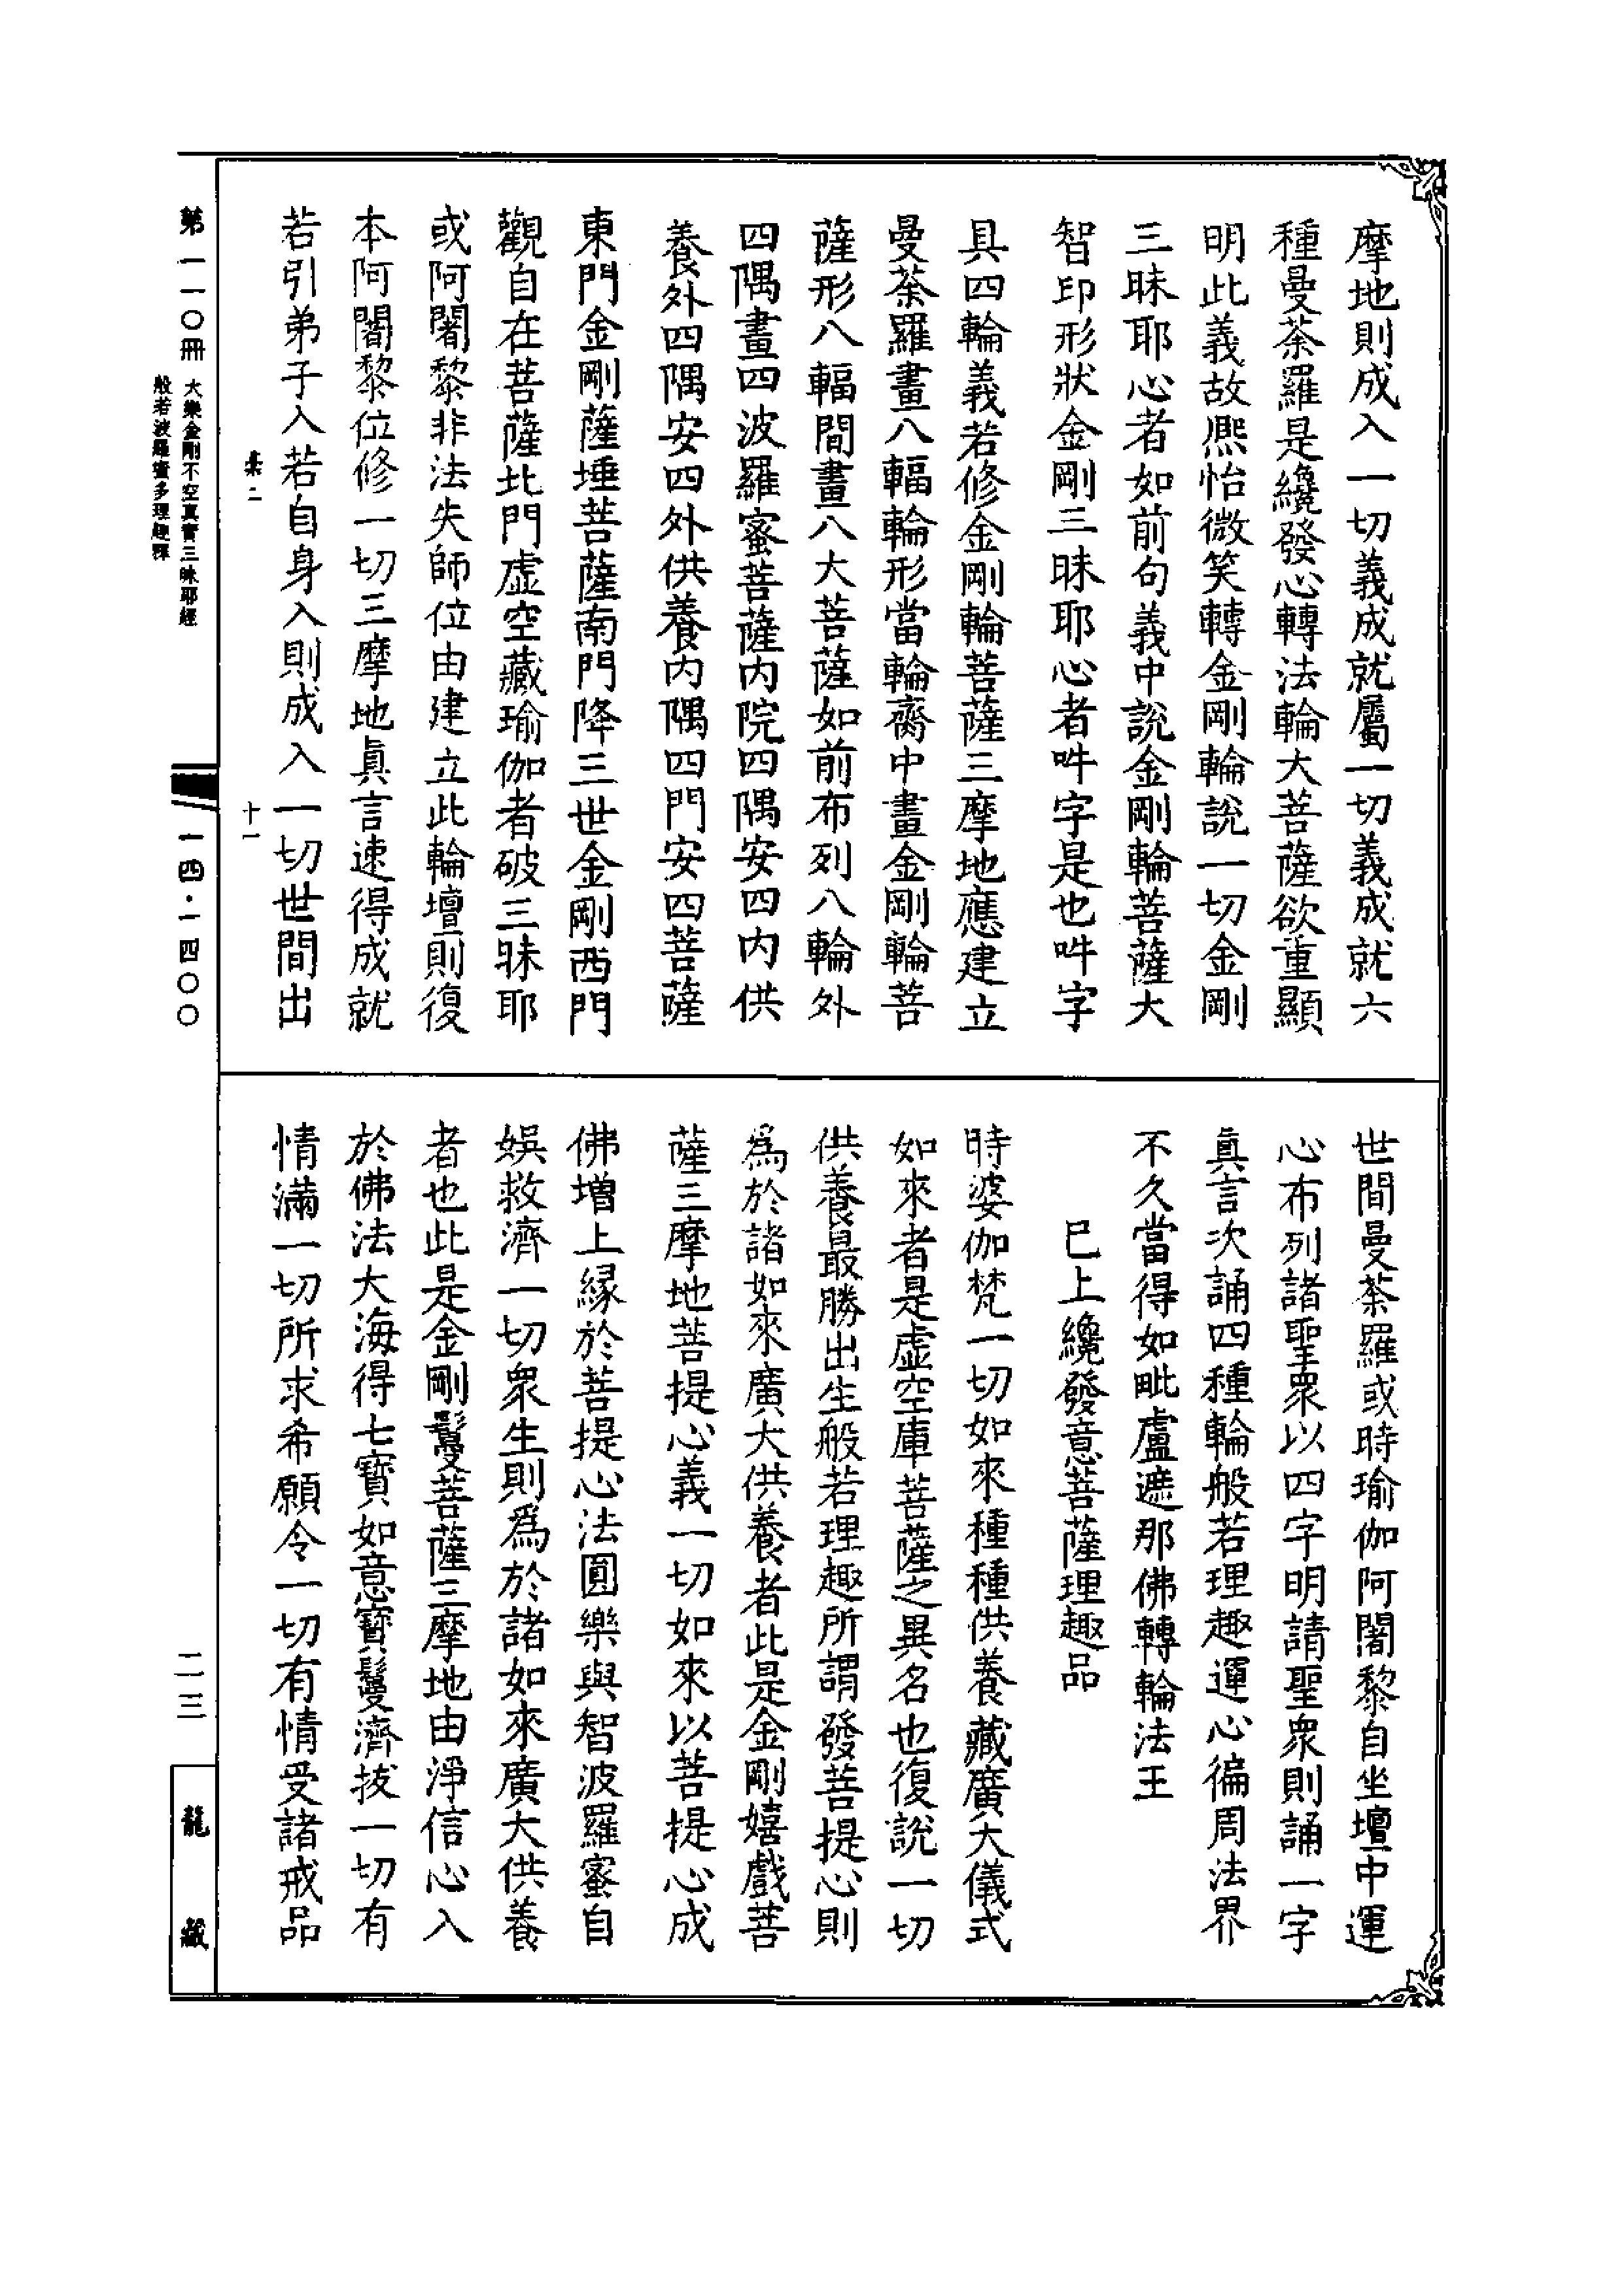 摩地則成入一切義成就屬一切義成就六
種曼荼羅是纔發心轉法輪大菩薩欲重顯
明此義故熈怡微笑轉金剛輪說一切金剛
三昧耶心者如前句義中說金剛輪菩薩大
智印形狀金剛三昧耶心者吽字是也吽字
具四輪義若修金剛輪菩薩三摩地應建立
曼荼羅畫八輻輪形當輪臍中畫金剛輪菩
薩形八輻間畫八大菩薩如前布列八輪外
四隅畫四波羅蜜菩薩內院四隅安四內供
養外四隅安四外供養內隅四門安四菩薩
東門金剛薩埵菩薩南門降三世金剛西門
觀自在菩薩北門虛空藏瑜伽者破三昧耶
或阿闍黎非法失師位由建立此輪壇則復
本阿闍黎位修一切三摩地眞言速得成就
若引弟子入若自身入則成入一切世間出
世間曼荼羅或時瑜伽阿闍黎自坐壇中運
心布列諸聖衆以四字明請聖衆則誦一字
眞言次誦四種輪般若理趣運心徧周法界
不久當得如毗盧遮那佛轉輪法王
巳上纔發意菩薩理趣品
時婆伽梵一切如來種種供養藏廣大儀式
如來者是虛空庫菩薩之異名也復說一切
供養最勝出生般若理趣所謂發菩提心則
爲於諸如來廣大供養者此是金剛嬉戲菩
薩三摩地菩提心義一切如來以菩提心成
佛增上緣於菩提心法圓樂與智波羅蜜自
娛救濟一切衆生則爲於諸如來廣大供養
者也此是金剛鬘菩薩三摩地由淨信心入
於佛法大海得七寶如意寶鬘濟拔一切有
情滿一切所求希願令一切有情受諸戒品
第一一〇冊
大樂金剛不空真實三昧耶經
般若波羅蜜多理趣釋
集二
十一
一四·一四〇〇
二三
龍藏